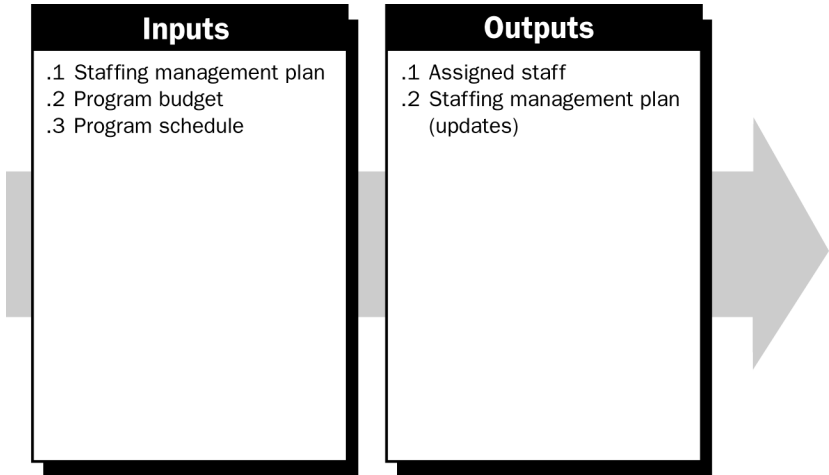 Inputs
.1 Staffing management plan
.2 Program budget
.3 Program schedule
Outputs
.1 Assigned staff
.2 Staffing management plan
(updates)